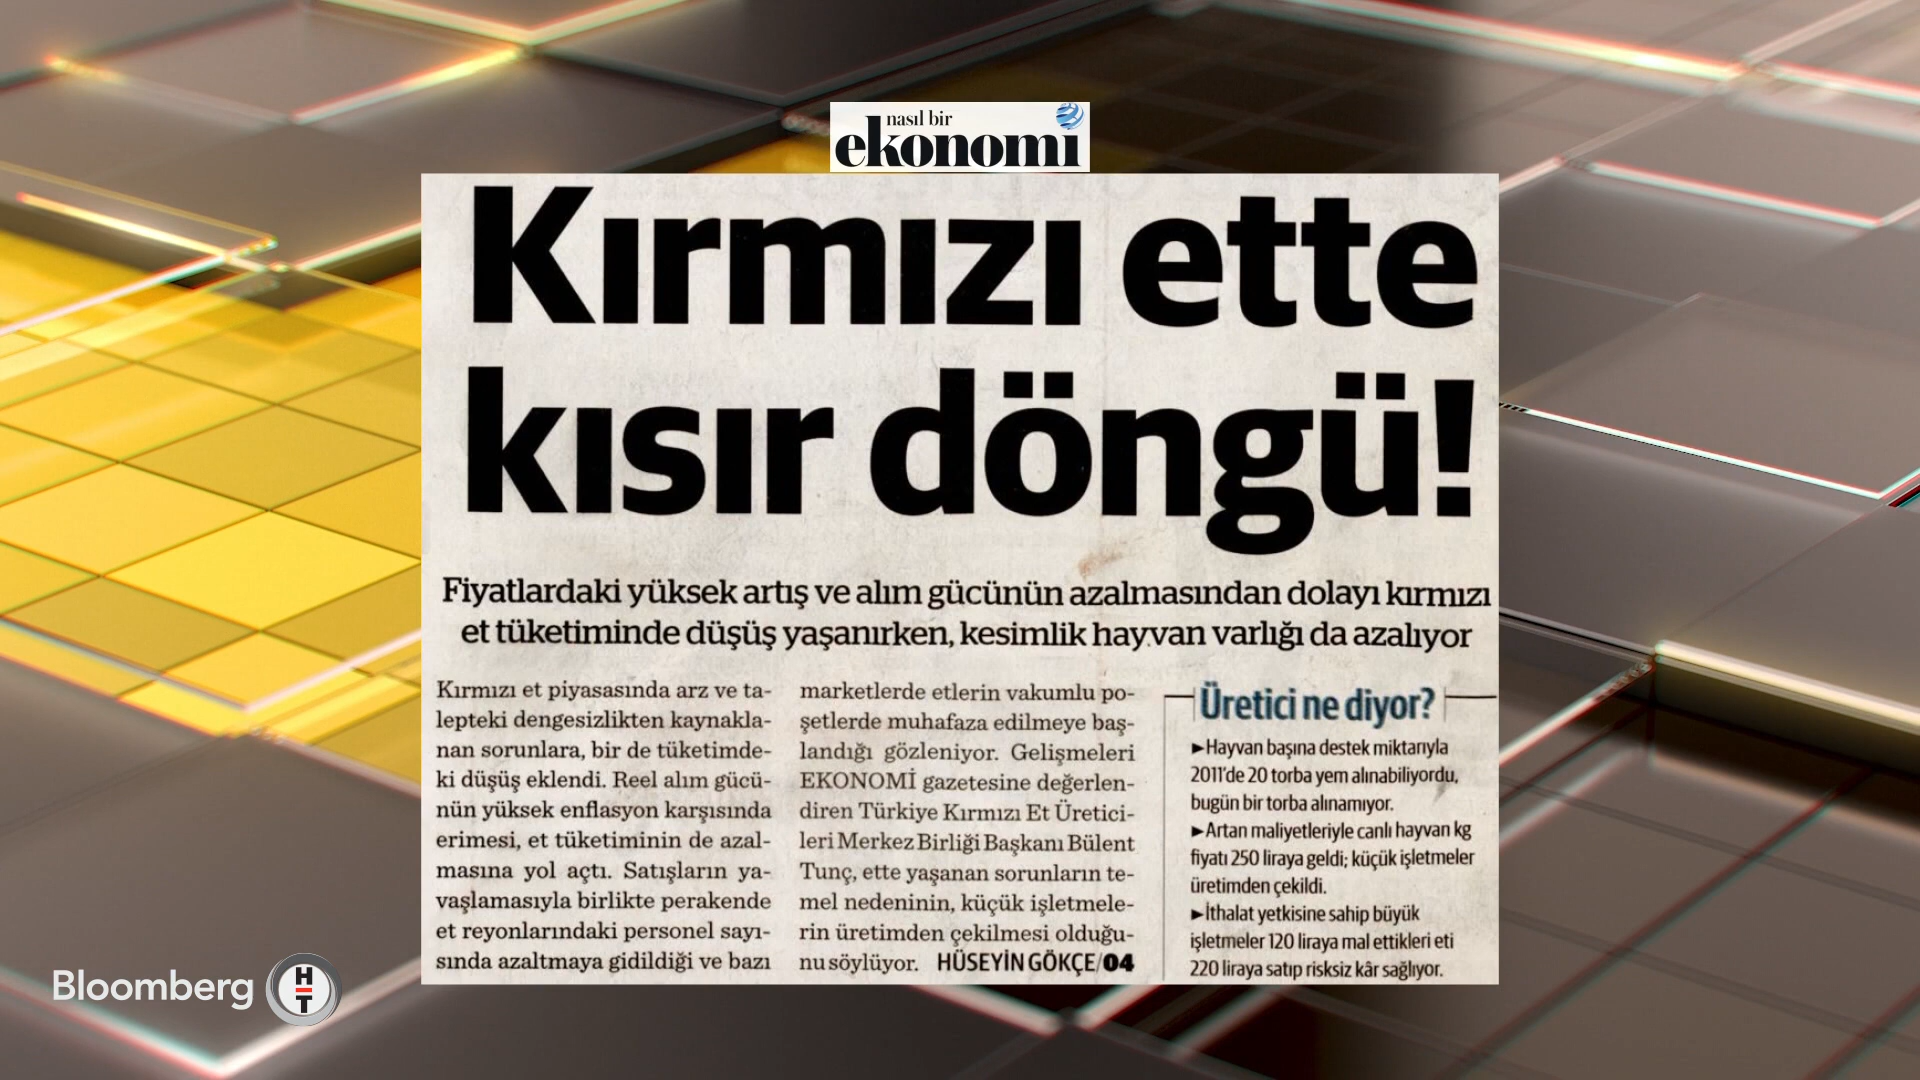 nasıl bir
ekonomi
Kırmızı ette
kısır döngü!
Fiyatlardaki yüksek artış ve alım gücünün azalmasından dolayı kırmızı
et tüketiminde düşüş yaşanırken, kesimlik hayvan varlığı da azalıyor
Kırmızı et piyasasında arz ve ta-
lepteki dengesizlikten kaynakla-
nan sorunlara, bir de tüketimde-
ki düşüş eklendi. Reel alım gücü-
nün yüksek enflasyon karşısında
erimesi, et tüketiminin de azal-
masına yol açtı. Satışların ya-
vaşlamasıyla birlikte perakende
et reyonlarındaki personel sayı-
sında azaltmaya gidildiği ve bazı
marketlerde etlerin vakumlu po-
şetlerde muhafaza edilmeye baş-
landığı gözleniyor. Gelişmeleri
EKONOMİ gazetesine değerlen-
diren Türkiye Kırmızı Et Üretici-
leri Merkez Birliği Başkanı Bülent
Tunç, ette yaşanan sorunların te-
mel nedeninin, küçük işletmele-
rin üretimden çekilmesi olduğu-
nu söylüyor. HÜSEYİN GÖKÇE/04
Üretici ne diyor?
►Hayvan başına destek miktarıyla
2011'de 20 torba yem alınabiliyordu,
bugün bir torba alınamıyor.
►Artan maliyetleriyle canlı hayvan kg
fiyatı 250 liraya geldi; küçük işletmeler
üretimden çekildi.
►İthalat yetkisine sahip büyük
işletmeler 120 liraya mal ettikleri eti
220 liraya satıp risksiz kâr sağlıyor.
Bloomberg HT